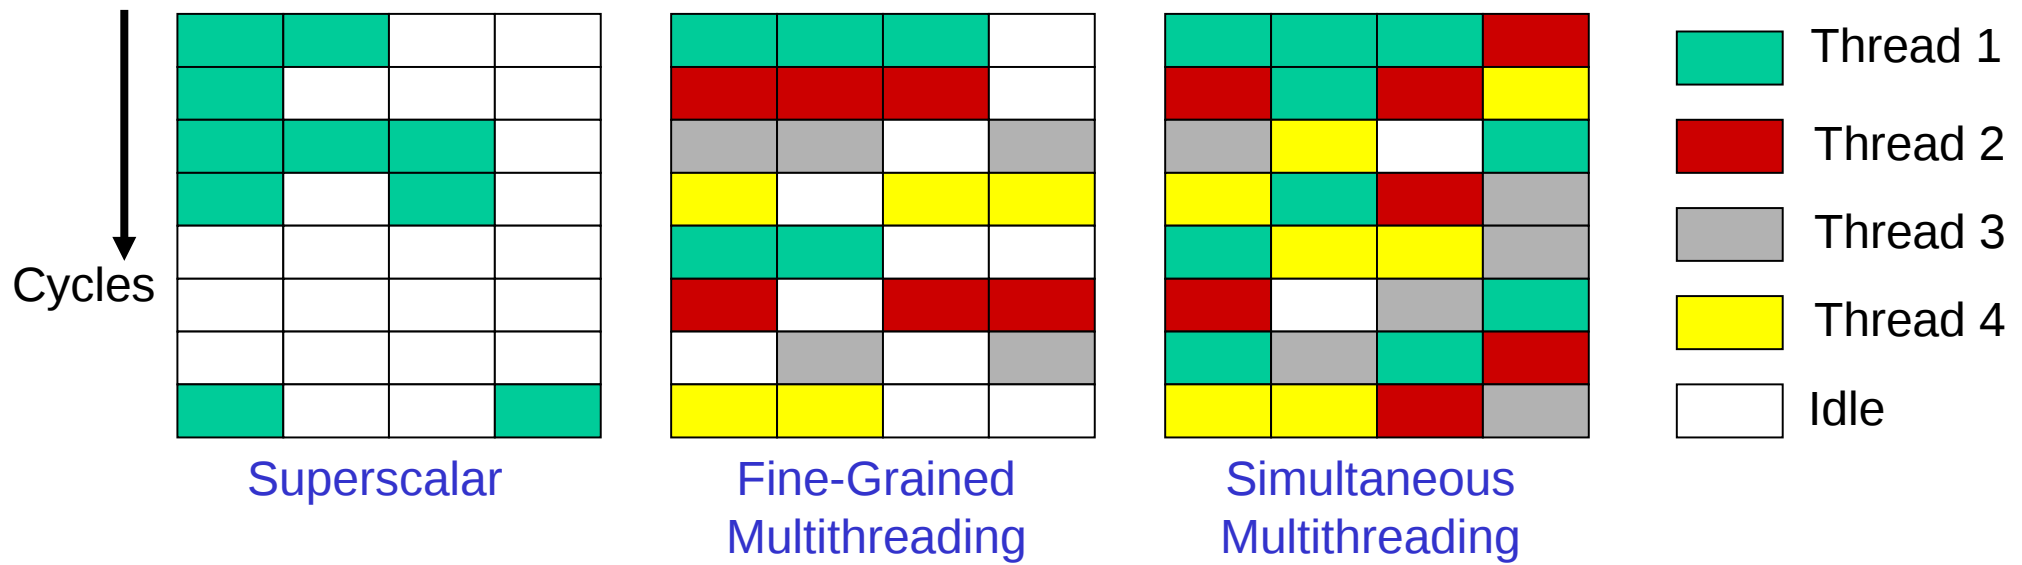 Cycles
Superscalar
Fine-Grained
Multithreading
Simultaneous
Multithreading
Thread 1
Thread 2
Thread 3
Thread 4
Idle